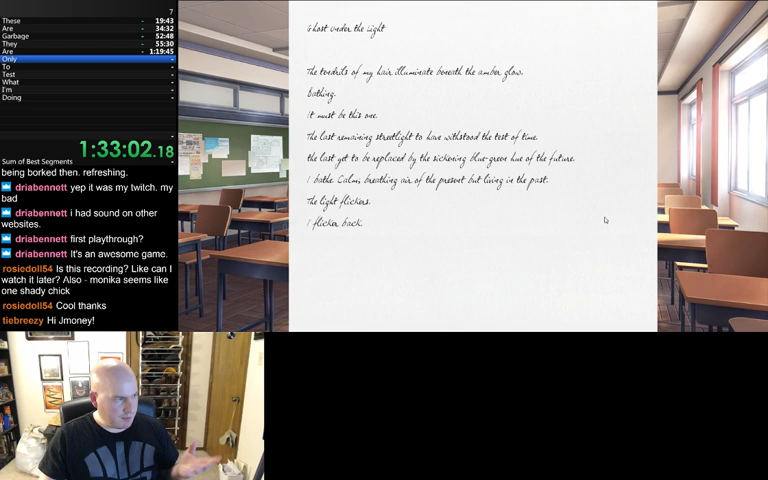 7
These - 19:43
Are - 34:32
Garbage - 52:48
They - 55:30
Are - 1:19:45
Only -
To -
Test -
What -
I'm -
Doing -
-
1:33:02.18
Sum of Best Segments -
being borked then. refreshing.
driabennett yep it was my twitch. my bad
driabennett i had sound on other websites.
driabennett first playthrough?
driabennett It's an awesome game.
rosiedoll54 Is this recording? Like can I watch it later? Also - monika seems like one shady chick
rosiedoll54 Cool thanks
tiebreezy Hi Jmoney!
Ghost Under the Light
The tendrils of my hair illuminate beneath the amber glow.
Bathing.
It must be this one.
The last remaining streetlight to have withstood the test of time.
the last yet to be replaced by the sickening blue-green hue of the future.
I bathe. Calm; breathing air of the present but living in the past.
The light flickers.
I flicker back.